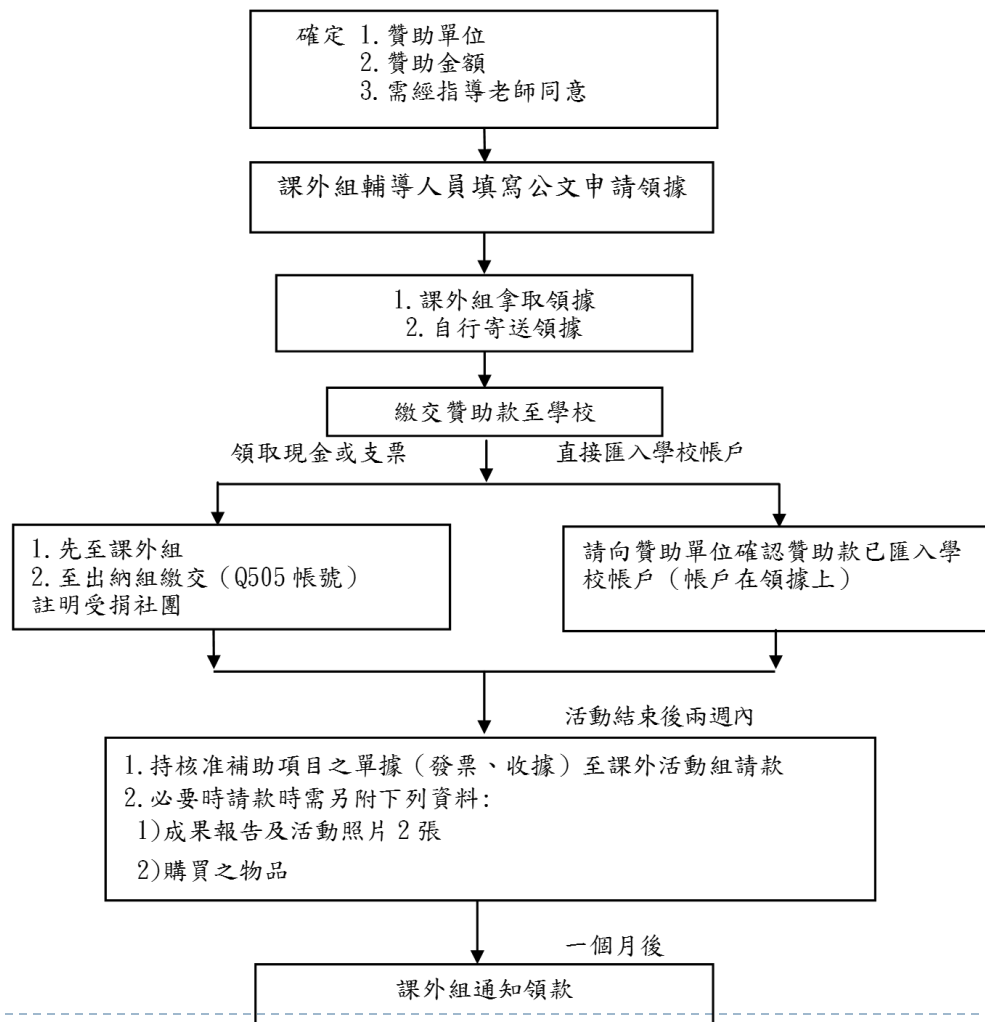 確定 1.贊助單位
2.贊助金額
3.需經指導老師同意
課外組輔導人員填寫公文申請領據
1.課外組拿取領據
2.自行寄送領據
繳交贊助款至學校
領取現金或支票
直接匯入學校帳戶
1.先至課外組
2.至出納組繳交（Q505 帳號）
註明受捐社團
請向贊助單位確認贊助款已匯入學
校帳戶（帳戶在領據上）
活動結束後兩週內
1.持核准補助項目之單據（發票、收據）至課外活動組請款
2.必要時請款時需另附下列資料:
1)成果報告及活動照片 2 張
2)購買之物品
一個月後
課外組通知領款